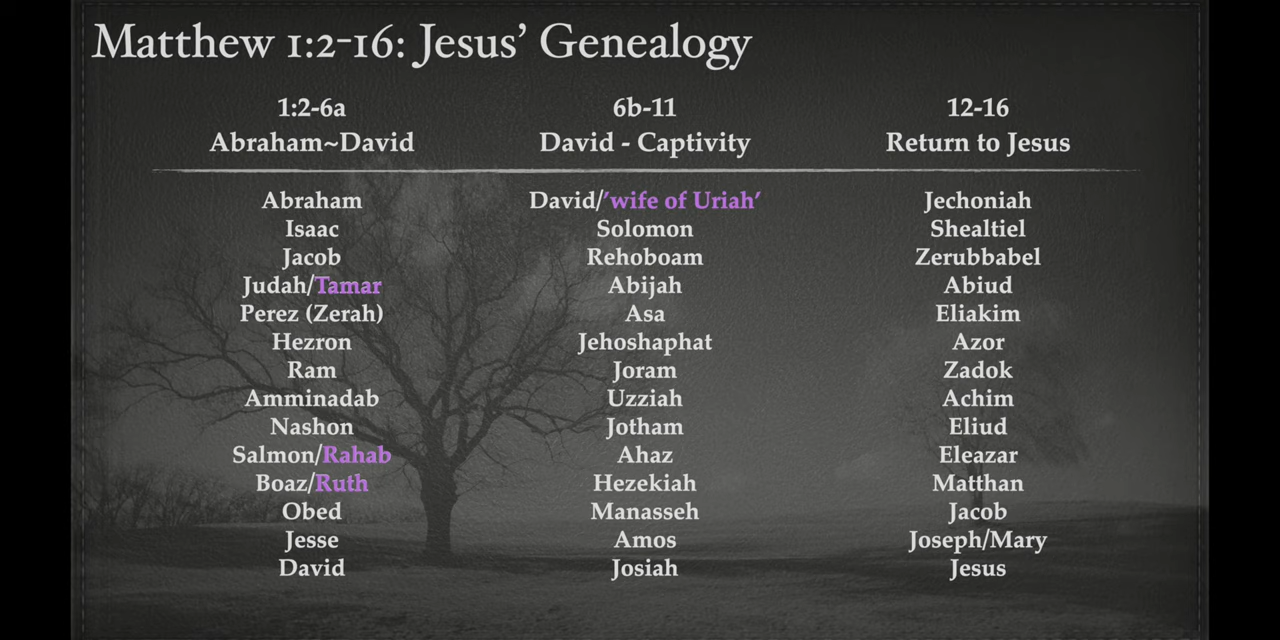 Matthew 1:2-16: Jesus’ Genealogy
1:2-6a
Abraham~David
Abraham
Isaac
Jacob
Judah/Tamar
Perez (Zerah)
Hezron
Ram
Amminadab
Nashon
Salmon/Rahab
Boaz/Ruth
Obed
Jesse
David
6b-11
David - Captivity
David/’wife of Uriah’
Solomon
Rehoboam
Abijah
Asa
Jehoshaphat
Joram
Uzziah
Jotham
Ahaz
Hezekiah
Manasseh
Amos
Josiah
12-16
Return to Jesus
Jechoniah
Shealtiel
Zerubbabel
Abiud
Eliakim
Azor
Zadok
Achim
Eliud
Eleazar
Matthan
Jacob
Joseph/Mary
Jesus